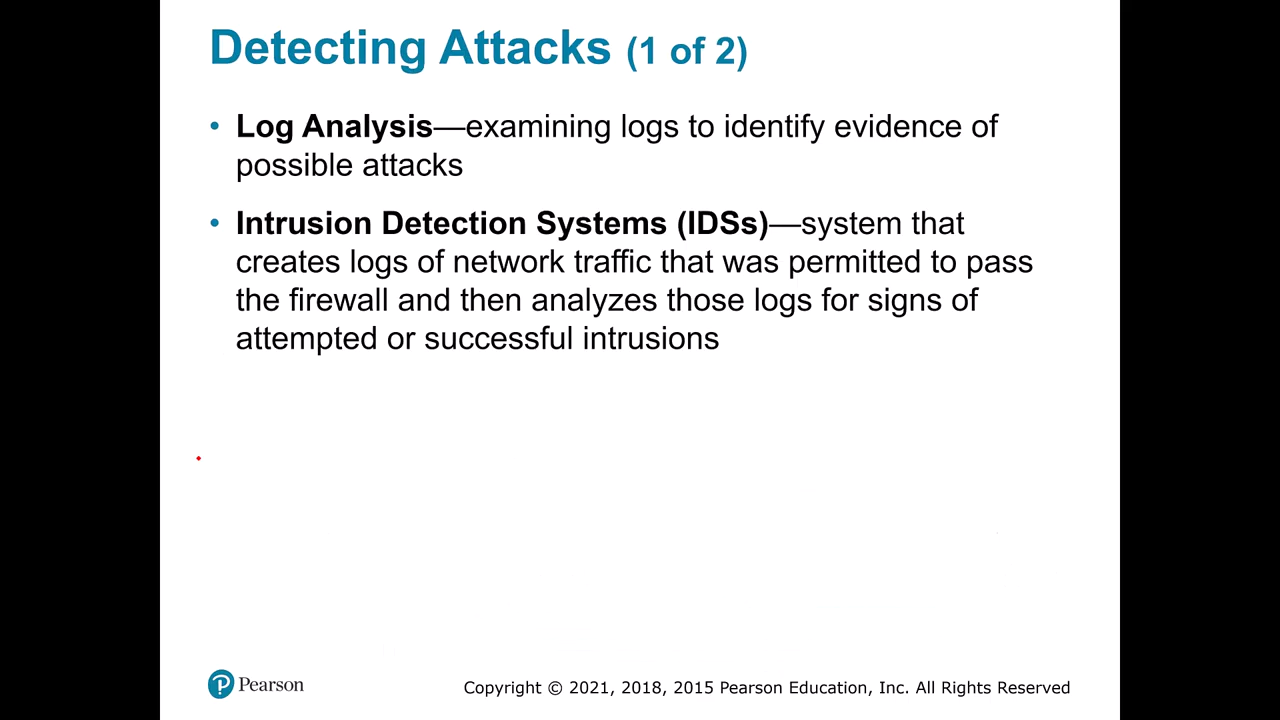 Detecting Attacks (1 of 2)
• Log Analysis—examining logs to identify evidence of
possible attacks
• Intrusion Detection Systems (IDSs)—system that
creates logs of network traffic that was permitted to pass
the firewall and then analyzes those logs for signs of
attempted or successful intrusions
Pearson
Copyright © 2021, 2018, 2015 Pearson Education, Inc. All Rights Reserved